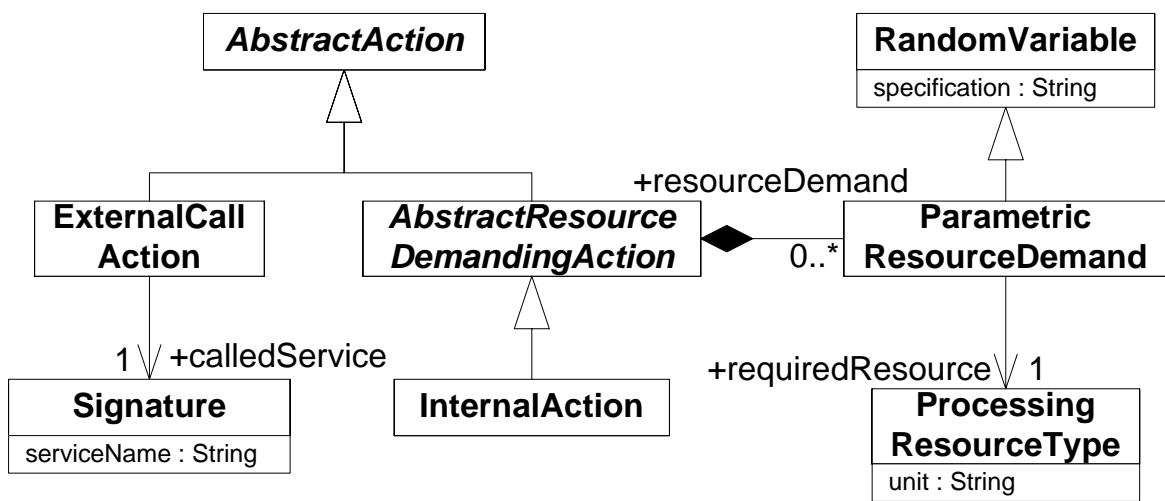 AbstractAction
RandomVariable
specification : String
+resourceDemand
ExternalCall
Action
AbstractResource
DemandingAction
0..*
Parametric
ResourceDemand
1
+calledService
+requiredResource
1
Signature
serviceName : String
InternalAction
Processing
ResourceType
unit : String